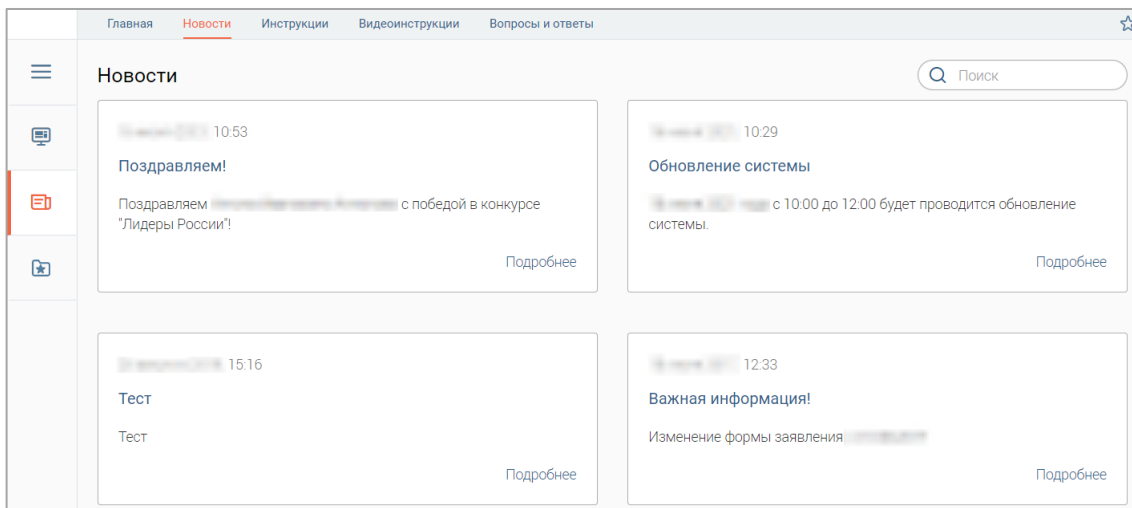 Главная Новости Инструкции Видеоинструкции Вопросы и ответы
Новости
Поиск
10:53
Поздравляем!
Поздравляем с победой в конкурсе
"Лидеры России"!
Подробнее
10:29
Обновление системы
с 10:00 до 12:00 будет проводится обновление
системы.
Подробнее
15:16
Тест
Тест
Подробнее
12:33
Важная информация!
Изменение формы заявления
Подробнее